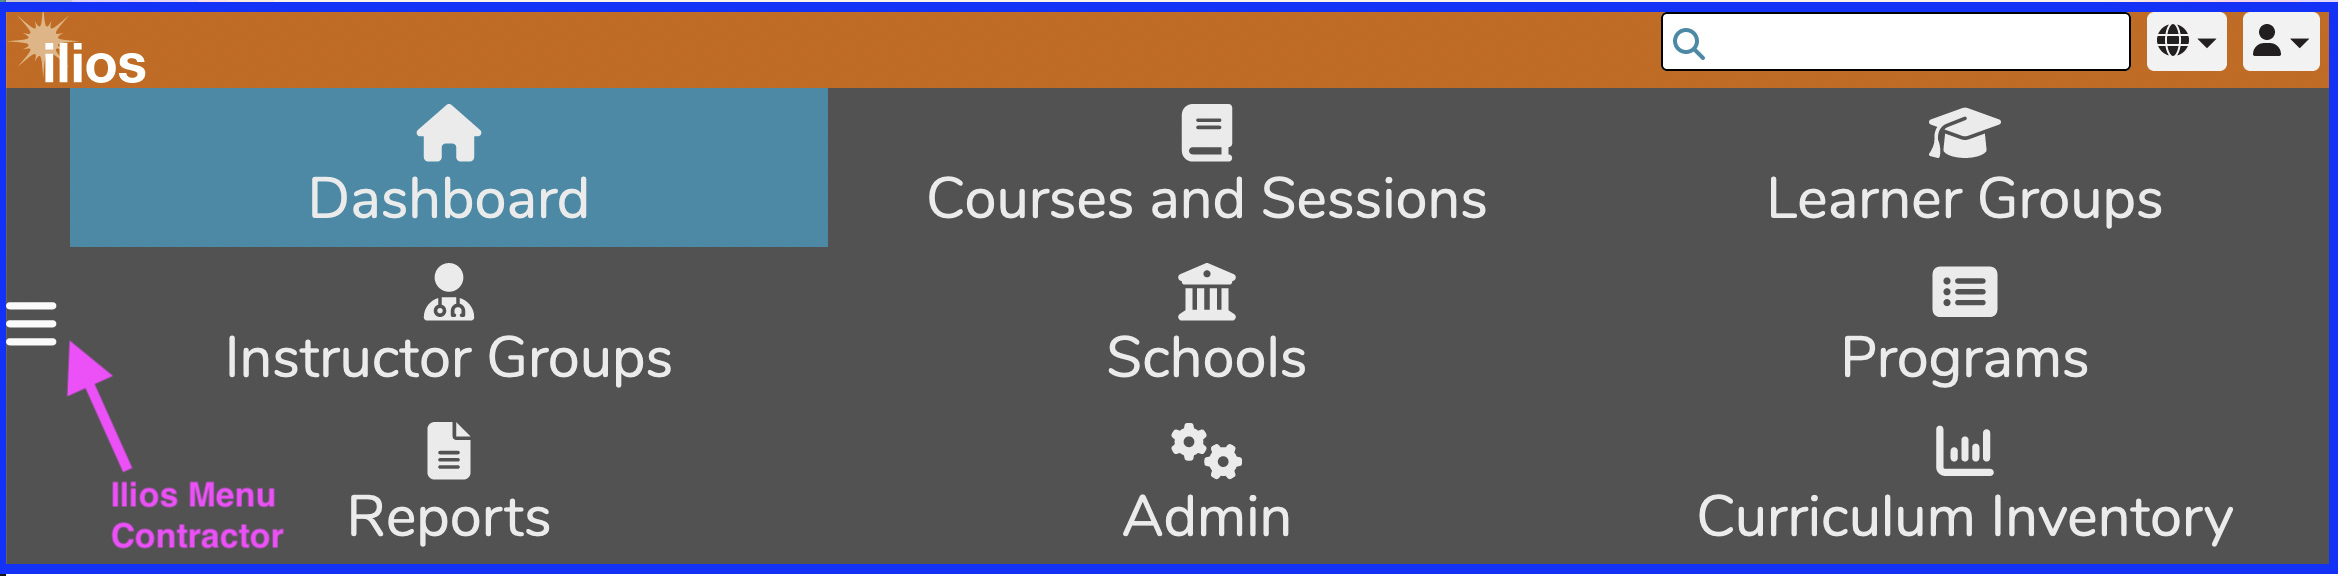 ilios
Dashboard
Courses and Sessions
Learner Groups
Instructor Groups
Schools
Programs
Ilios Menu
Contractor
Reports
Admin
Curriculum Inventory